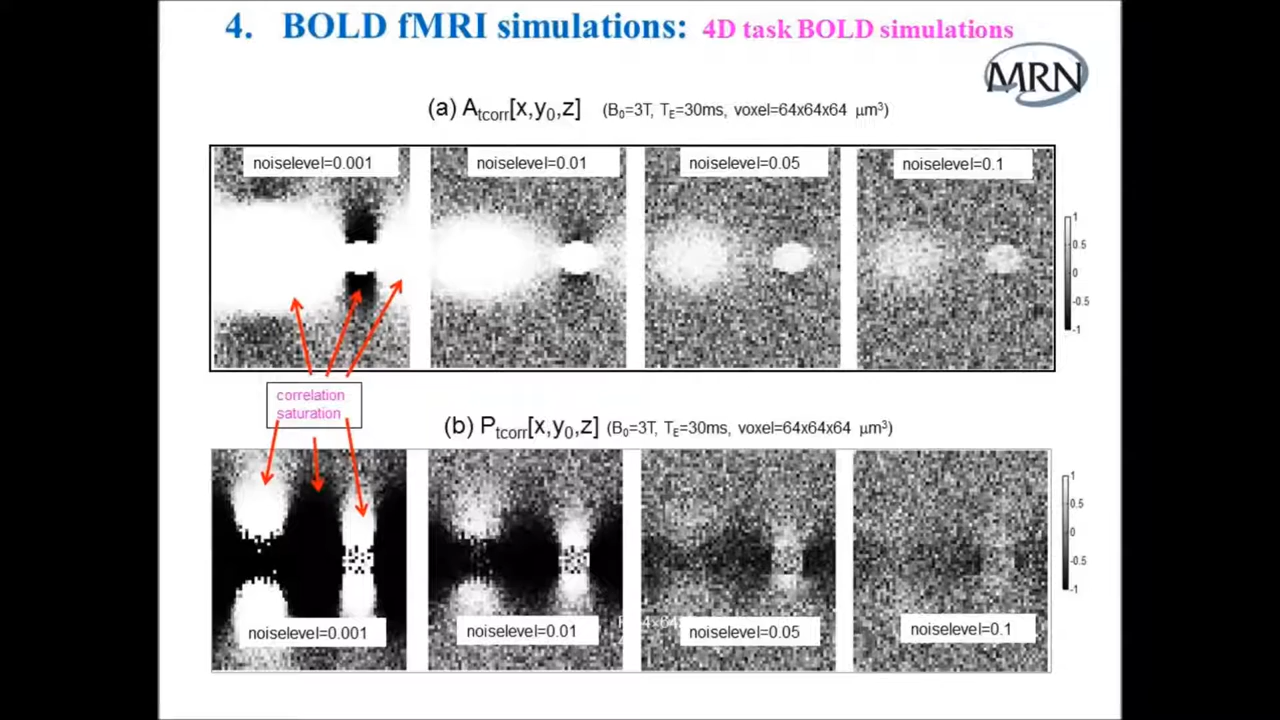 4. BOLD fMRI simulations: 4D task BOLD simulations
MRN
(a) Atcorr[x,y0,z] (B0=3T, TE=30ms, voxel=64x64x64 μm³)
noiselevel=0.001 noiselevel=0.01 noiselevel=0.05 noiselevel=0.1
1
0.5
0
-0.5
-1
correlation
saturation
(b) Ptcorr[x,y0,z] (B0=3T, TE=30ms, voxel=64x64x64 μm³)
1
0.5
0
-0.5
-1
noiselevel=0.001 noiselevel=0.01 noiselevel=0.05 noiselevel=0.1